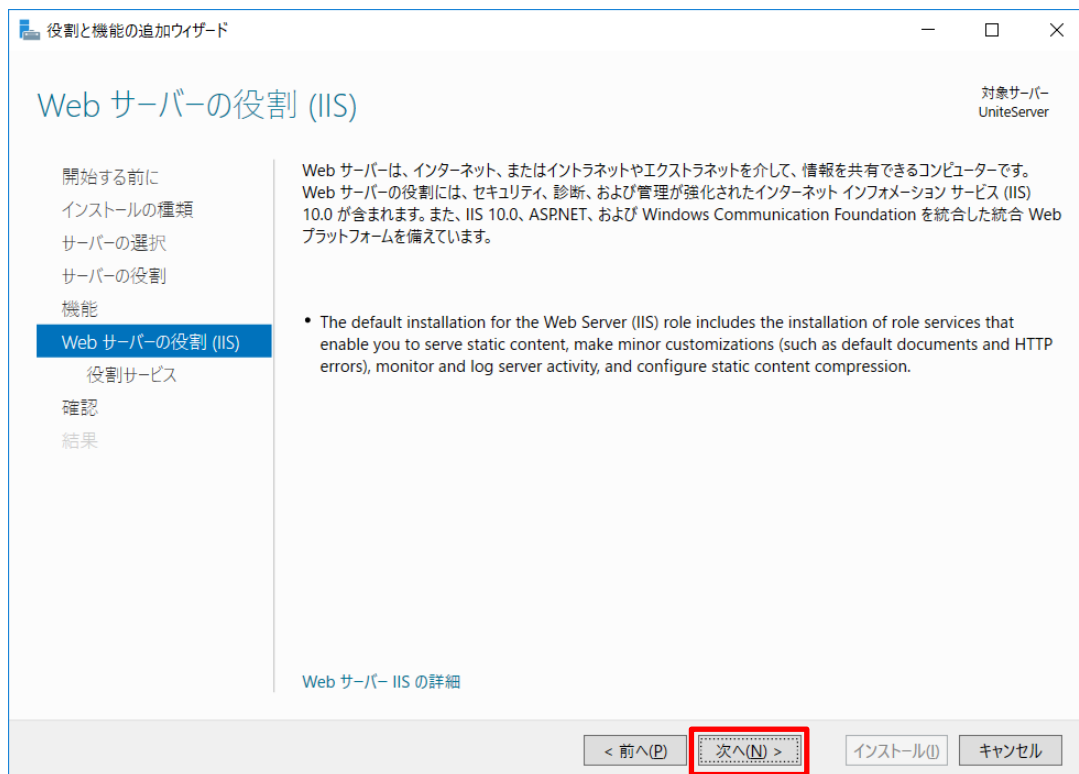 役割と機能の追加ウィザード
Web サーバーの役割 (IIS)
対象サーバー
UniteServer
開始する前に
インストールの種類
サーバーの選択
サーバーの役割
機能
Web サーバーの役割 (IIS)
役割サービス
確認
結果
Web サーバーは、インターネット、またはイントラネットやエクストラネットを介して、情報を共有できるコンピューターです。
Web サーバーの役割には、セキュリティ、診断、および管理が強化されたインターネット インフォメーション サービス (IIS)
10.0 が含まれます。また、IIS 10.0、ASP.NET、および Windows Communication Foundation を統合した統合 Web
プラットフォームを備えています。
• The default installation for the Web Server (IIS) role includes the installation of role services that
enable you to serve static content, make minor customizations (such as default documents and HTTP
errors), monitor and log server activity, and configure static content compression.
Web サーバー IIS の詳細
< 前へ(P)
次へ(N) >
インストール(I)
キャンセル